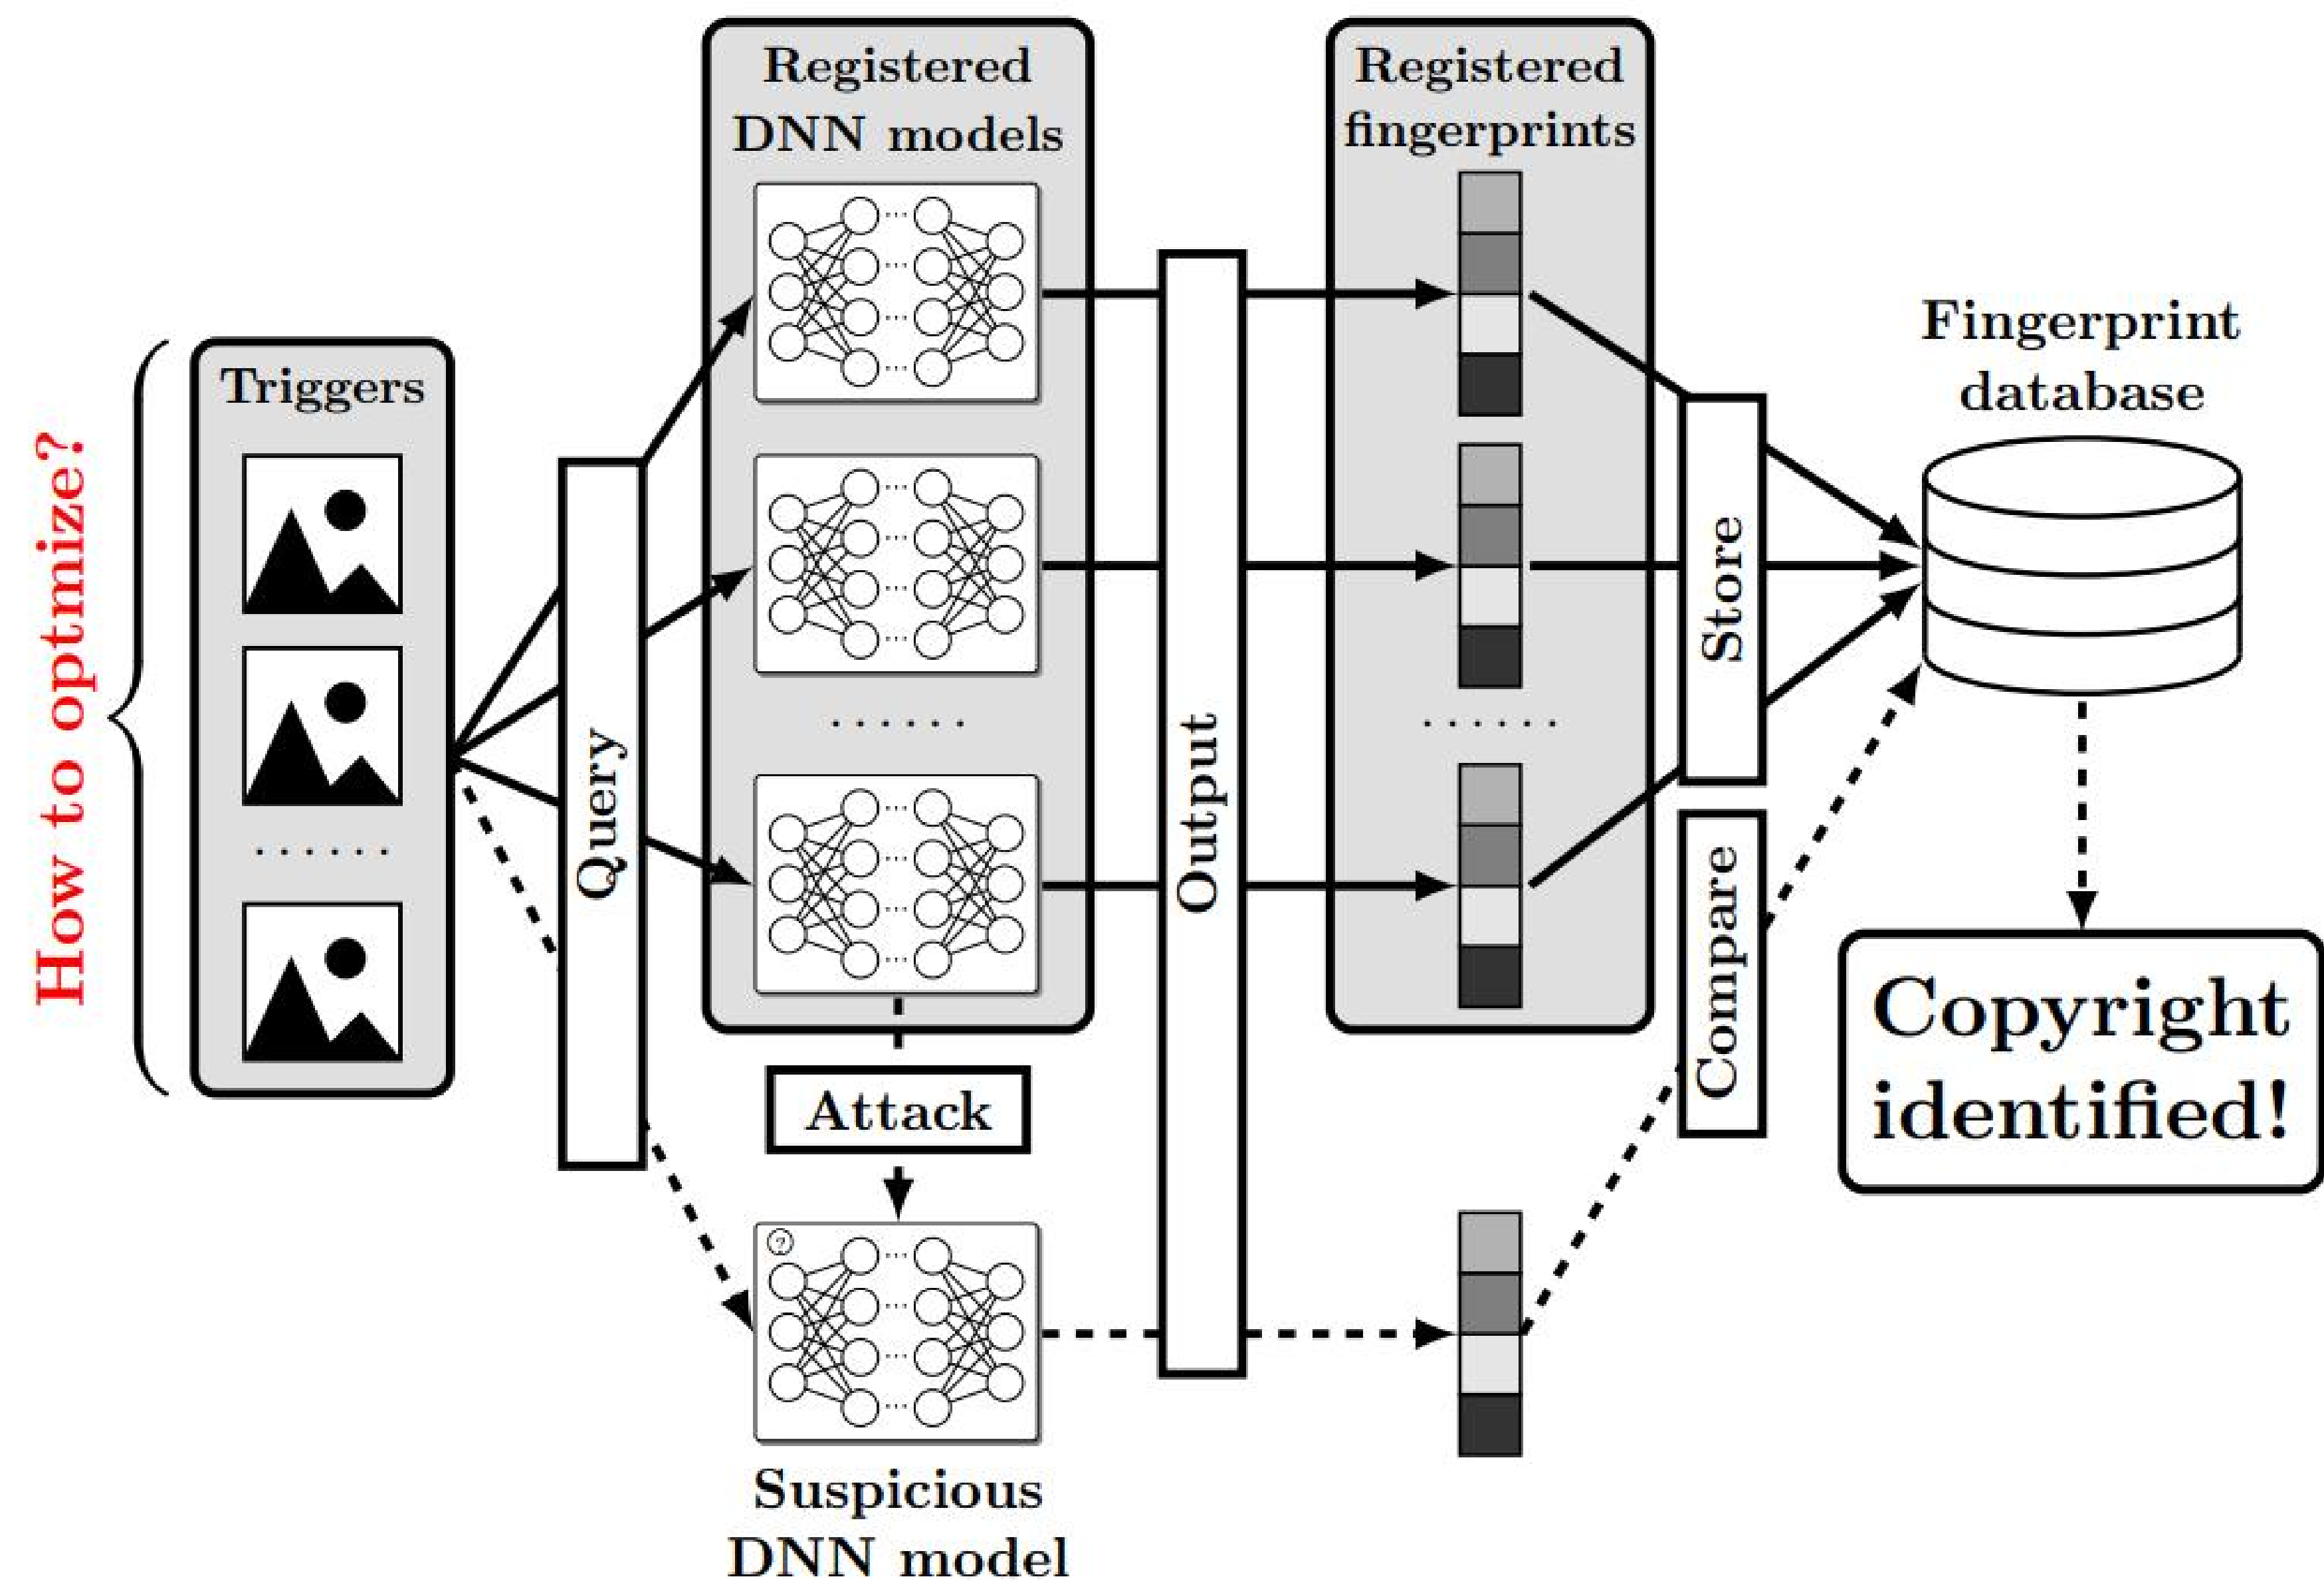 How to optmize?
Triggers
......
Query
Registered
DNN models
......
Attack
?
Suspicious
DNN model
Output
Registered
fingerprints
......
Store
Compare
Fingerprint
database
Copyright
identified!